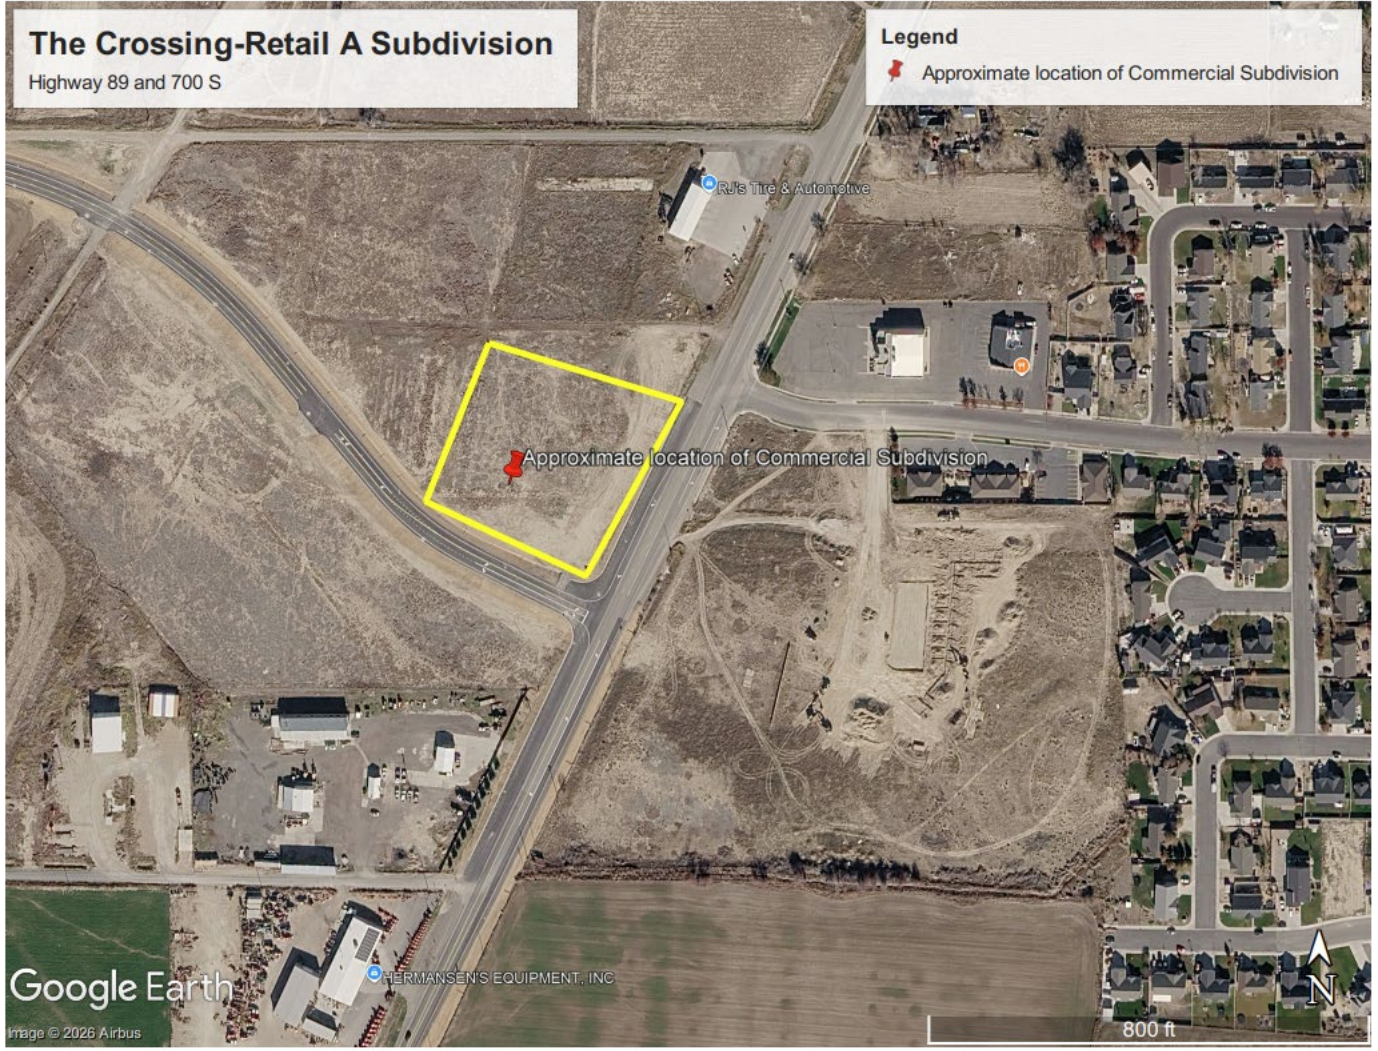 The Crossing-Retail A Subdivision
Highway 89 and 700 S
Legend
Approximate location of Commercial Subdivision
RJ's Tire & Automotive
Approximate location of Commercial Subdivision
HERMANSEN'S EQUIPMENT, INC
Google Earth
Image © 2026 Airbus
N
800 ft